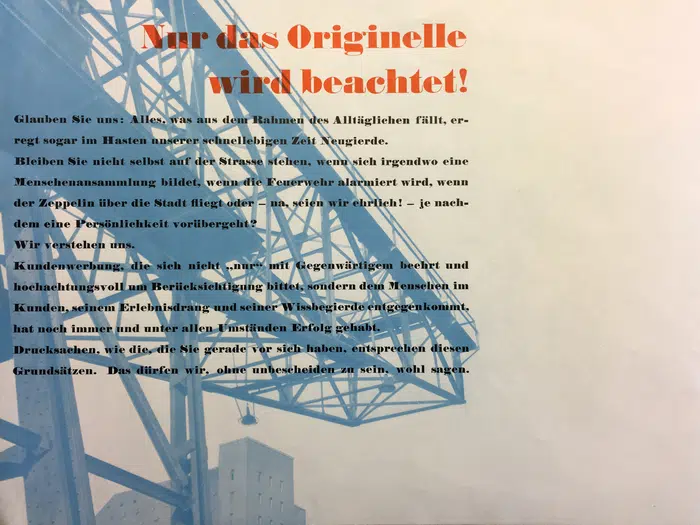 Nur das Originelle
wird beachtet!
Glauben Sie uns: Alles, was aus dem Rahmen des Alltäglichen fällt, er-
regt sogar im Hasten unserer schnellebigen Zeit Neugierde.
Bleiben Sie nicht selbst auf der Strasse stehen, wenn sich irgendwo eine
Menschenansammlung bildet, wenn die Feuerwehr alarmiert wird, wenn
der Zeppelin über die Stadt fliegt oder – na, seien wir ehrlich! – je nach-
dem eine Persönlichkeit vorübergeht?
Wir verstehen uns.
Kundenwerbung, die sich nicht „nur“ mit Gegenwärtigem beehrt und
hochachtungsvoll um Berücksichtigung bittet, sondern dem Menschen im
Kunden, seinem Erlebnisdrang und seiner Wissbegierde entgegenkommt,
hat noch immer und unter allen Umständen Erfolg gehabt.
Drucksachen, wie die, die Sie gerade vor sich haben, entsprechen diesen
Grundsätzen. Das dürfen wir, ohne unbescheiden zu sein, wohl sagen.